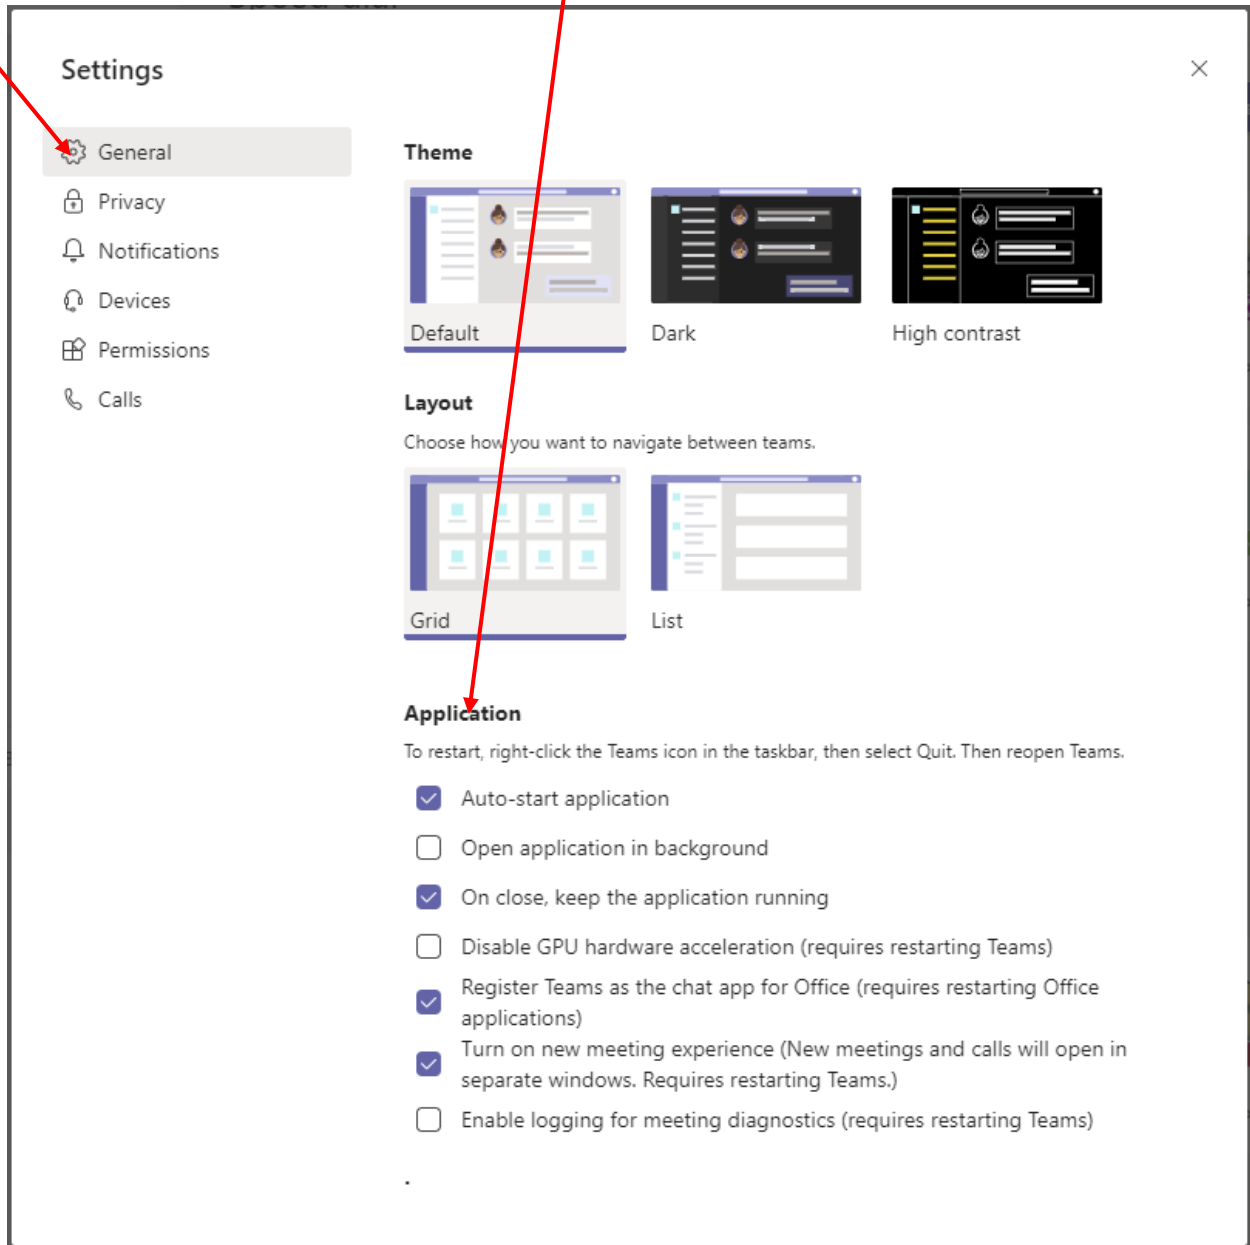 Settings
General
Privacy
Notifications
Devices
Permissions
Calls
Theme
Default
Dark
High contrast
Layout
Choose how you want to navigate between teams.
Grid
List
Application
To restart, right-click the Teams icon in the taskbar, then select Quit. Then reopen Teams.
Auto-start application
Open application in background
On close, keep the application running
Disable GPU hardware acceleration (requires restarting Teams)
Register Teams as the chat app for Office (requires restarting Office
applications)
Turn on new meeting experience (New meetings and calls will open in
separate windows. Requires restarting Teams.)
Enable logging for meeting diagnostics (requires restarting Teams)
.